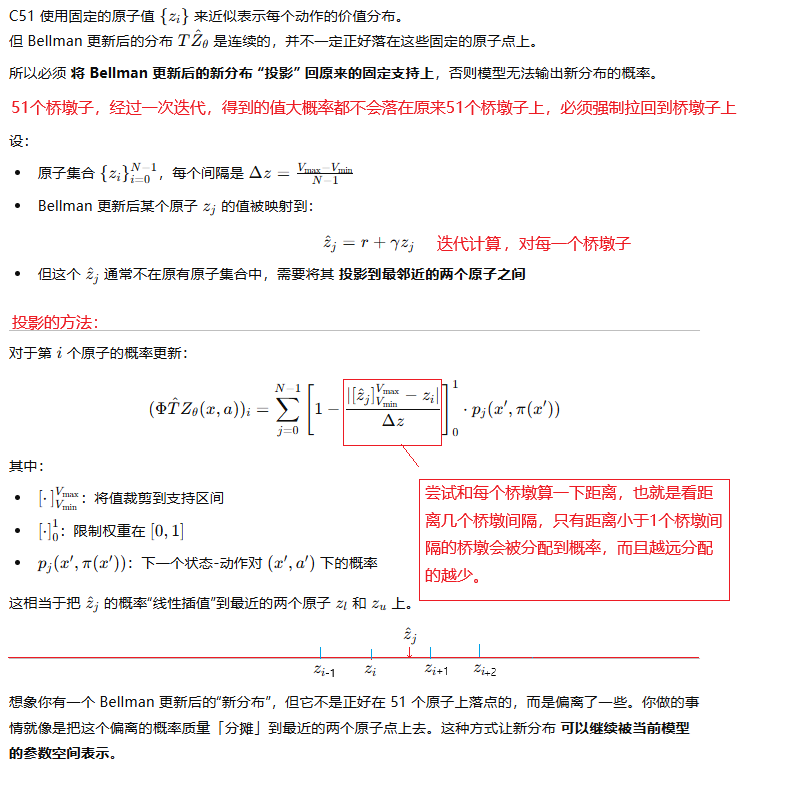 C51 使用固定的原子值 {z_i} 来近似表示每个动作的价值分布。
但 Bellman 更新后的分布 T\hat{Z}_θ 是连续的，并不一定正好落在这些固定的原子点上。
所以必须 将 Bellman 更新后的新分布 “投影” 回原来的固定支持上，否则模型无法输出新分布的概率。
51个桥墩子，经过一次迭代，得到的值大概率都不会落在原来51个桥墩子上，必须强制拉回到桥墩子上
设：
• 原子集合 {z_i}_{i=0}^{N−1}，每个间隔是 Δz = \frac{V_{max}−V_{min}}{N−1}
• Bellman 更新后某个原子 z_j 的值被映射到：
\hat{z}_j = r + γz_j 迭代计算，对每一个桥墩子
• 但这个 \hat{z}_j 通常不在原有原子集合中，需要将其 投影到最邻近的两个原子之间
投影的方法：
对于第 i 个原子的概率更新：
(Φ\hat{T}Z_θ(x, a))_i = \sum_{j=0}^{N−1} [1 − \frac{|[\hat{z}_j]_{V_{min}}^{V_{max}} − z_i|}{Δz}]_0^1 · p_j(x′, π(x′))
其中：
• [·]_{V_{min}}^{V_{max}}：将值裁剪到支持区间
• [·]_0^1：限制权重在 [0, 1]
• p_j(x′, π(x′))：下一个状态-动作对 (x′, a′) 下的概率
尝试和每个桥墩算一下距离，也就是看距
离几个桥墩间隔，只有距离小于1个桥墩间
隔的桥墩会被分配到概率，而且越远分配
的越少。
这相当于把 \hat{z}_j 的概率“线性插值”到最近的两个原子 z_l 和 z_u 上。
\hat{z}_j
z_{i-1} z_i z_{i+1} z_{i+2}
想象你有一个 Bellman 更新后的“新分布”，但它不是正好在 51 个原子上落点的，而是偏离了一些。你做的事
情就像是把这个偏离的概率质量「分摊」到最近的两个原子点上去。这种方式让新分布 可以继续被当前模型
的参数空间表示。